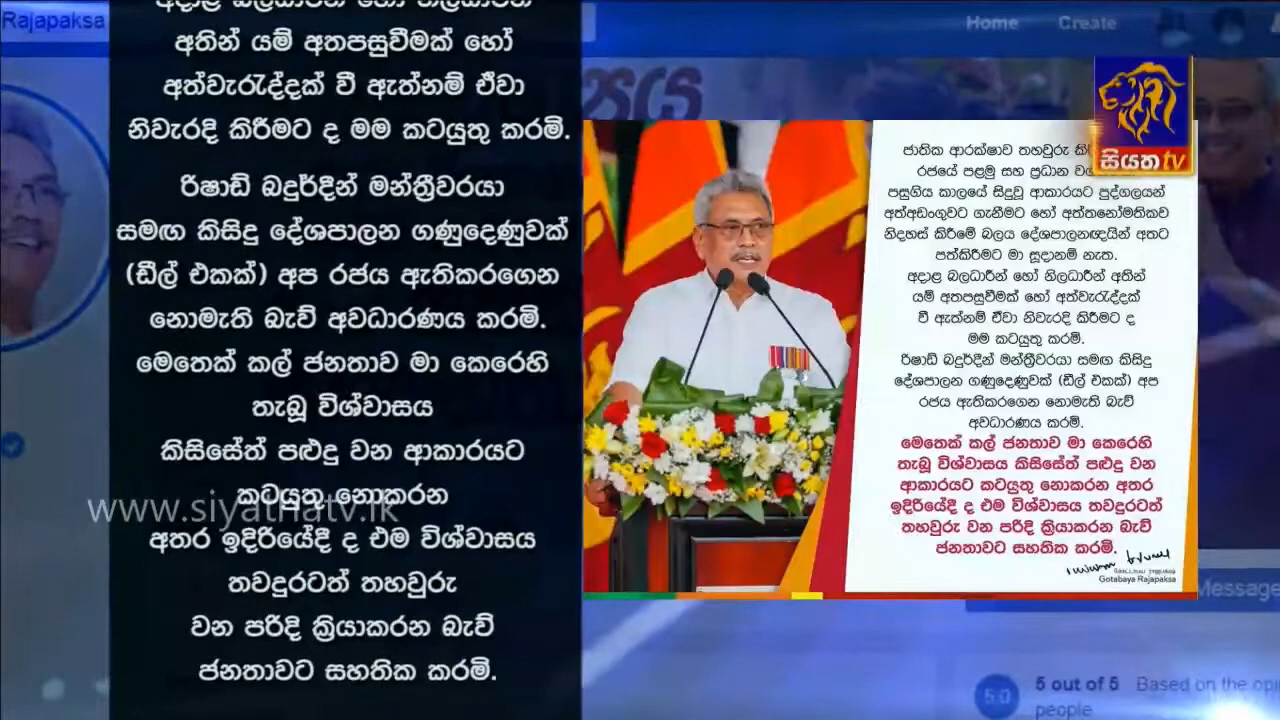 Rajapaksa
Home
Create
අතින් යම් අතපසුවීමක් හෝ
අත්වැරැද්දක් වී ඇත්නම් ඒවා
නිවැරදි කිරීමට ද මම කටයුතු කරමි.
රිෂාඩ් බදුර්දීන් මන්ත්‍රීවරයා
සමඟ කිසිදු දේශපාලන ගණුදෙණුවක්
(ඩීල් එකක්) අප රජය ඇතිකරගෙන
නොමැති බැව් අවධාරණය කරමි.
මෙතෙක් කල් ජනතාව මා කෙරෙහි
තැබූ විශ්වාසය
කිසිසේත් පළුදු වන ආකාරයට
කටයුතු නොකරන
අතර ඉදිරියේදී ද එම විශ්වාසය
තවදුරටත් තහවුරු
වන පරිදි ක්‍රියාකරන බැව්
ජනතාවට සහතික කරමි.
www.siyathatv.lk
සියත tv
ජාතික ආරක්ෂාව තහවුරු
රජයේ පළමු සහ ප්‍රධාන
පසුගිය කාලයේ සිදුවූ ආකාරයට පුද්ගලයන්
අත්අඩංගුවට ගැනීමට හෝ අත්තනෝමතිකව
නිදහස් කිරීමේ බලය දේශපාලනඥයින් අතට
පත්කිරීමට මා සූදානම් නැත.
අදාළ බලධාරීන් හෝ නිලධාරීන් අතින්
යම් අතපසුවීමක් හෝ අත්වැරැද්දක්
වී ඇත්නම් ඒවා නිවැරදි කිරීමට ද
මම කටයුතු කරමි.
රිෂාඩ් බදුර්දීන් මන්ත්‍රීවරයා සමඟ කිසිදු
දේශපාලන ගණුදෙණුවක් (ඩීල් එකක්) අප
රජය ඇතිකරගෙන නොමැති බැව්
අවධාරණය කරමි.
මෙතෙක් කල් ජනතාව මා කෙරෙහි
තැබූ විශ්වාසය කිසිසේත් පළුදු වන
ආකාරයට කටයුතු නොකරන අතර
ඉදිරියේදී ද එම විශ්වාසය තවදුරටත්
තහවුරු වන පරිදි ක්‍රියාකරන බැව්
ජනතාවට සහතික කරමි.
Gotabaya Rajapaksa
Message
5.0
5 out of 5
Based on the
people